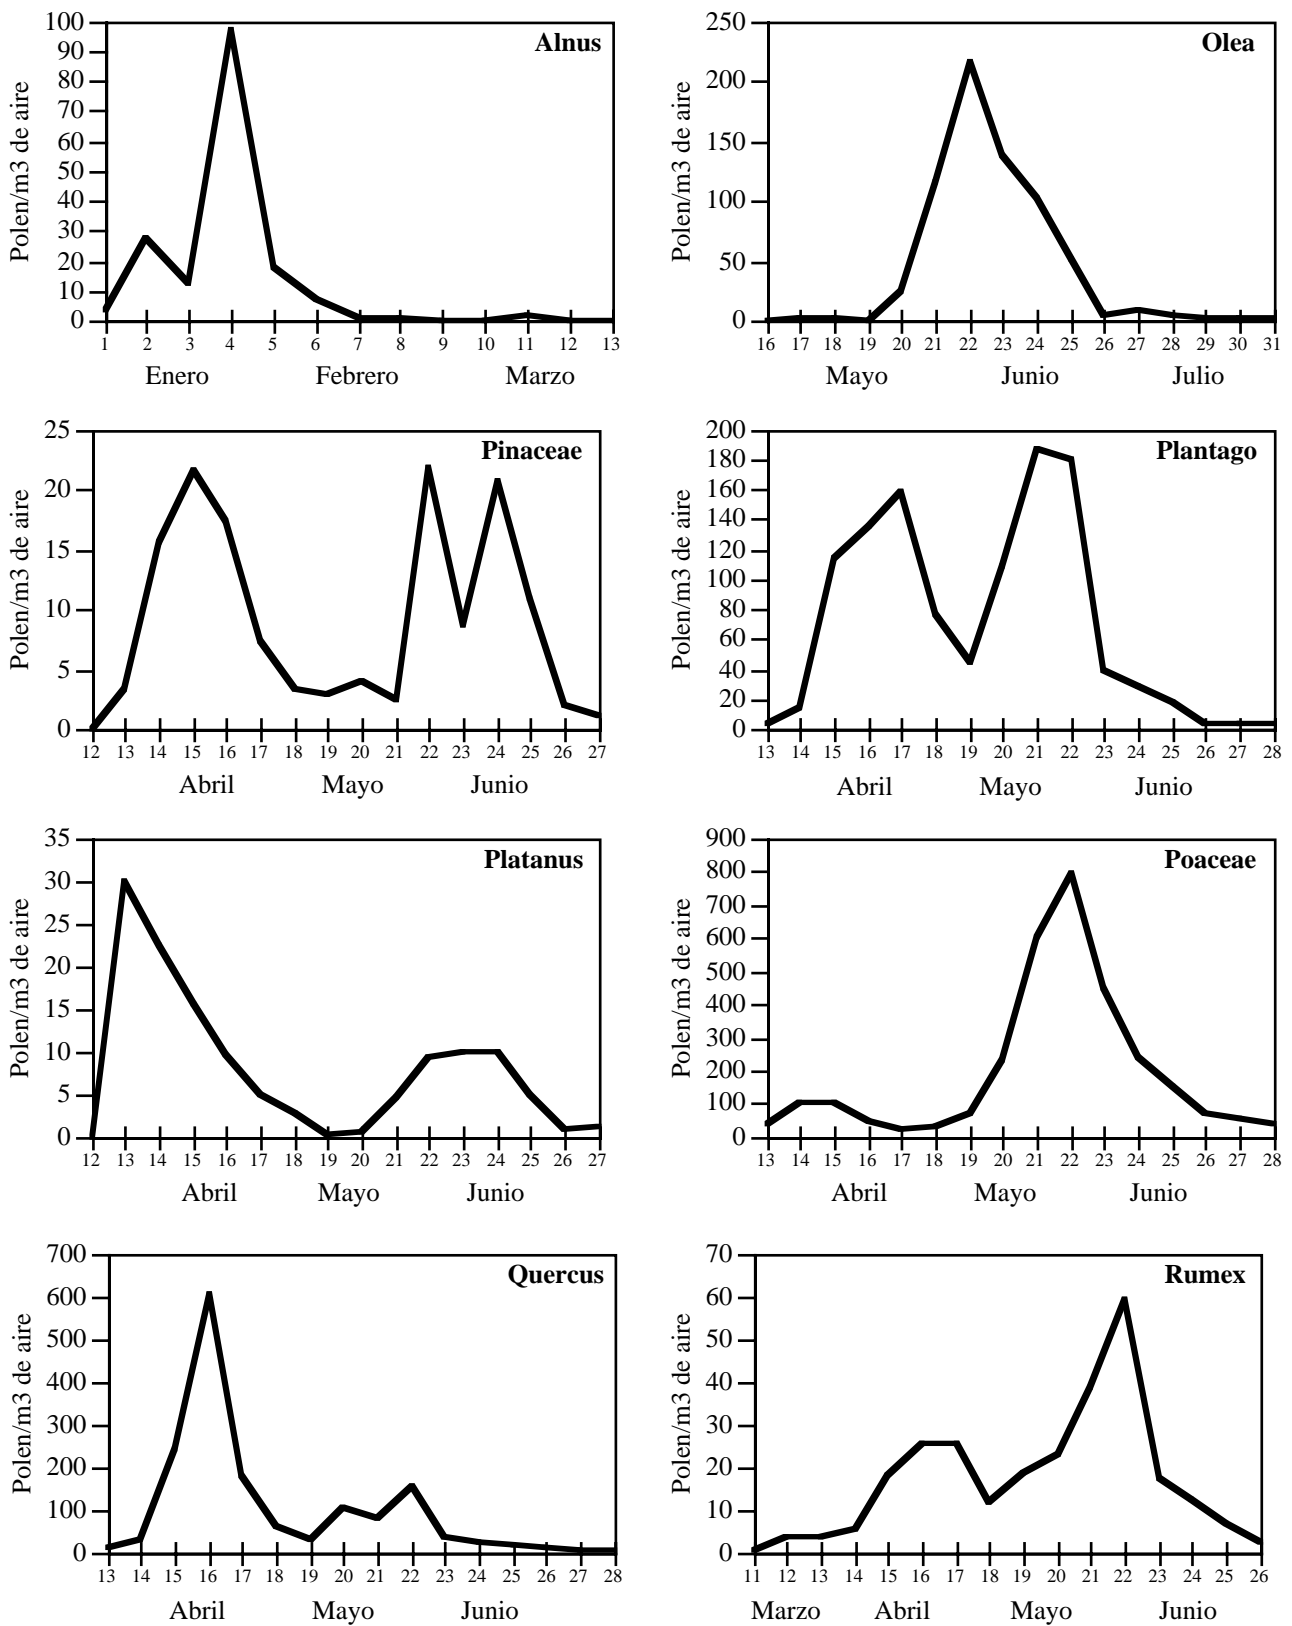 Alnus
Polen/m3 de aire
100
90
80
70
60
50
40
30
20
10
0
1 2 3 4 5 6 7 8 9 10 11 12 13
Enero Febrero Marzo
Olea
Polen/m3 de aire
250
200
150
100
50
0
16 17 18 19 20 21 22 23 24 25 26 27 28 29 30 31
Mayo Junio Julio
Pinaceae
Polen/m3 de aire
25
20
15
10
5
0
12 13 14 15 16 17 18 19 20 21 22 23 24 25 26 27
Abril Mayo Junio
Plantago
Polen/m3 de aire
200
180
160
140
120
100
80
60
40
20
0
13 14 15 16 17 18 19 20 21 22 23 24 25 26 27 28
Abril Mayo Junio
Platanus
Polen/m3 de aire
35
30
25
20
15
10
5
0
12 13 14 15 16 17 18 19 20 21 22 23 24 25 26 27
Abril Mayo Junio
Poaceae
Polen/m3 de aire
900
800
700
600
500
400
300
200
100
0
13 14 15 16 17 18 19 20 21 22 23 24 25 26 27 28
Abril Mayo Junio
Quercus
Polen/m3 de aire
700
600
500
400
300
200
100
0
13 14 15 16 17 18 19 20 21 22 23 24 25 26 27 28
Abril Mayo Junio
Rumex
Polen/m3 de aire
70
60
50
40
30
20
10
0
11 12 13 14 15 16 17 18 19 20 21 22 23 24 25 26
Marzo Abril Mayo Junio